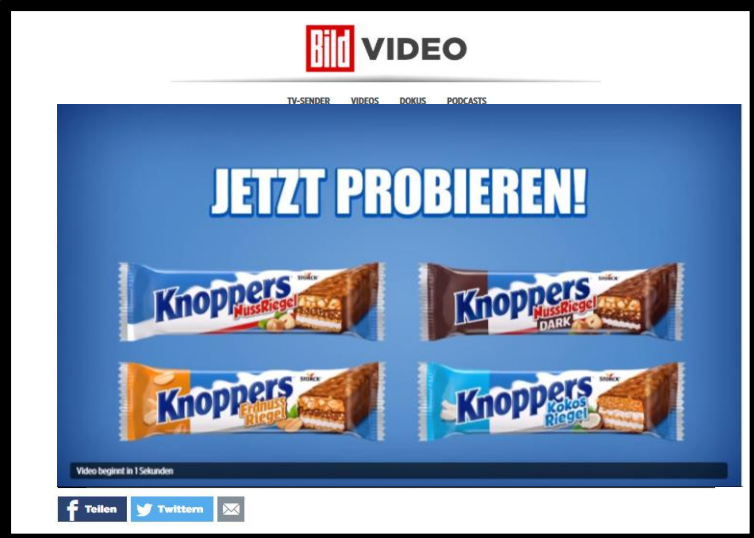 Bild VIDEO
TV-SENDER VIDEOS DOKUS PODCASTS
JETZT PROBIEREN!
STORCK
Knoppers
NussRiegel
STORCK
Knoppers
NussRiegel
DARK
STORCK
Knoppers
Erdnuss
Riegel
STORCK
Knoppers
Kokos
Riegel
Video beginnt in 1 Sekunden
f Teilen Twittern